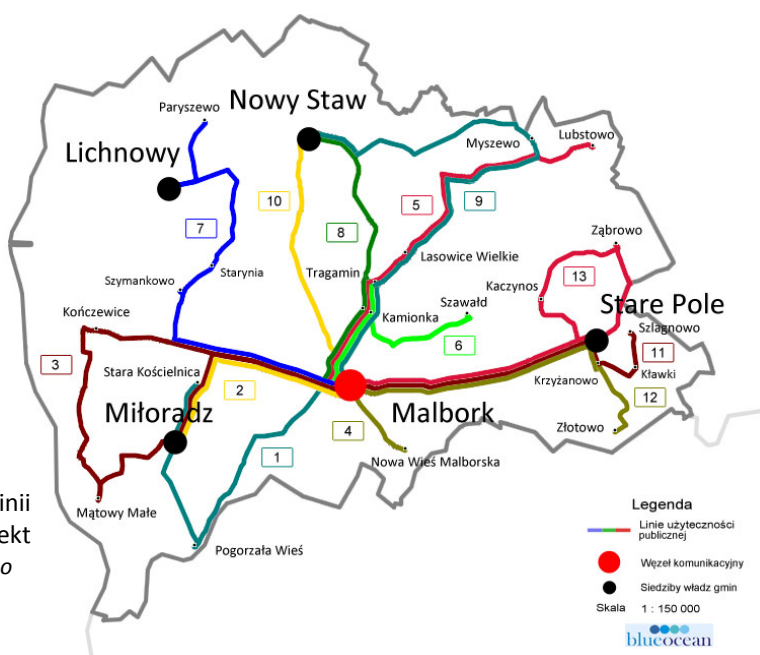 Paryszewo
Nowy Staw
Myszewo
Lubstowo
Lichnowy
10
5
9
7
8
Ząbrowo
Lasowice Wielkie
Starynia
Tragamin
13
Szymankowo
Kaczynos
Szawałd
Stare Pole
Kończewice
Kamionka
Szlagnowo
6
11
3
Stara Kościelnica
Kławki
Krzyżanowo
2
12
Miłoradz
Malbork
4
Złotowo
1
Nowa Wieś Malborska
inii
Mątowy Małe
ekt
Pogorzała Wieś
o
Legenda
Linie użyteczności
publicznej
Węzeł komunikacyjny
Siedziby władz gmin
Skala 1 : 150 000
blueocean